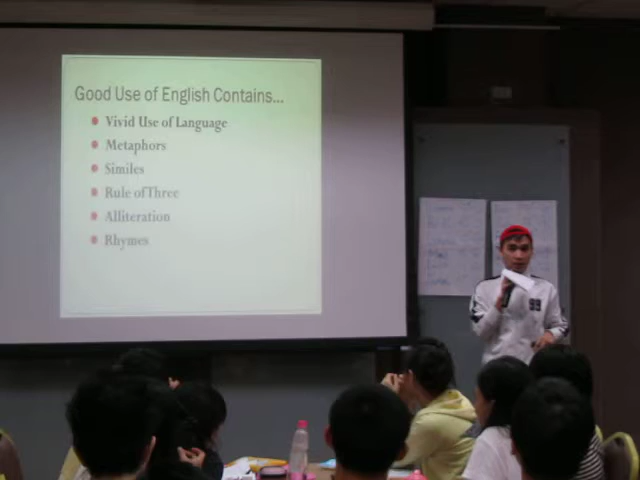 Good Use of English Contains...
Vivid Use of Language
Metaphors
Similes
Rule of Three
Alliteration
Rhymes